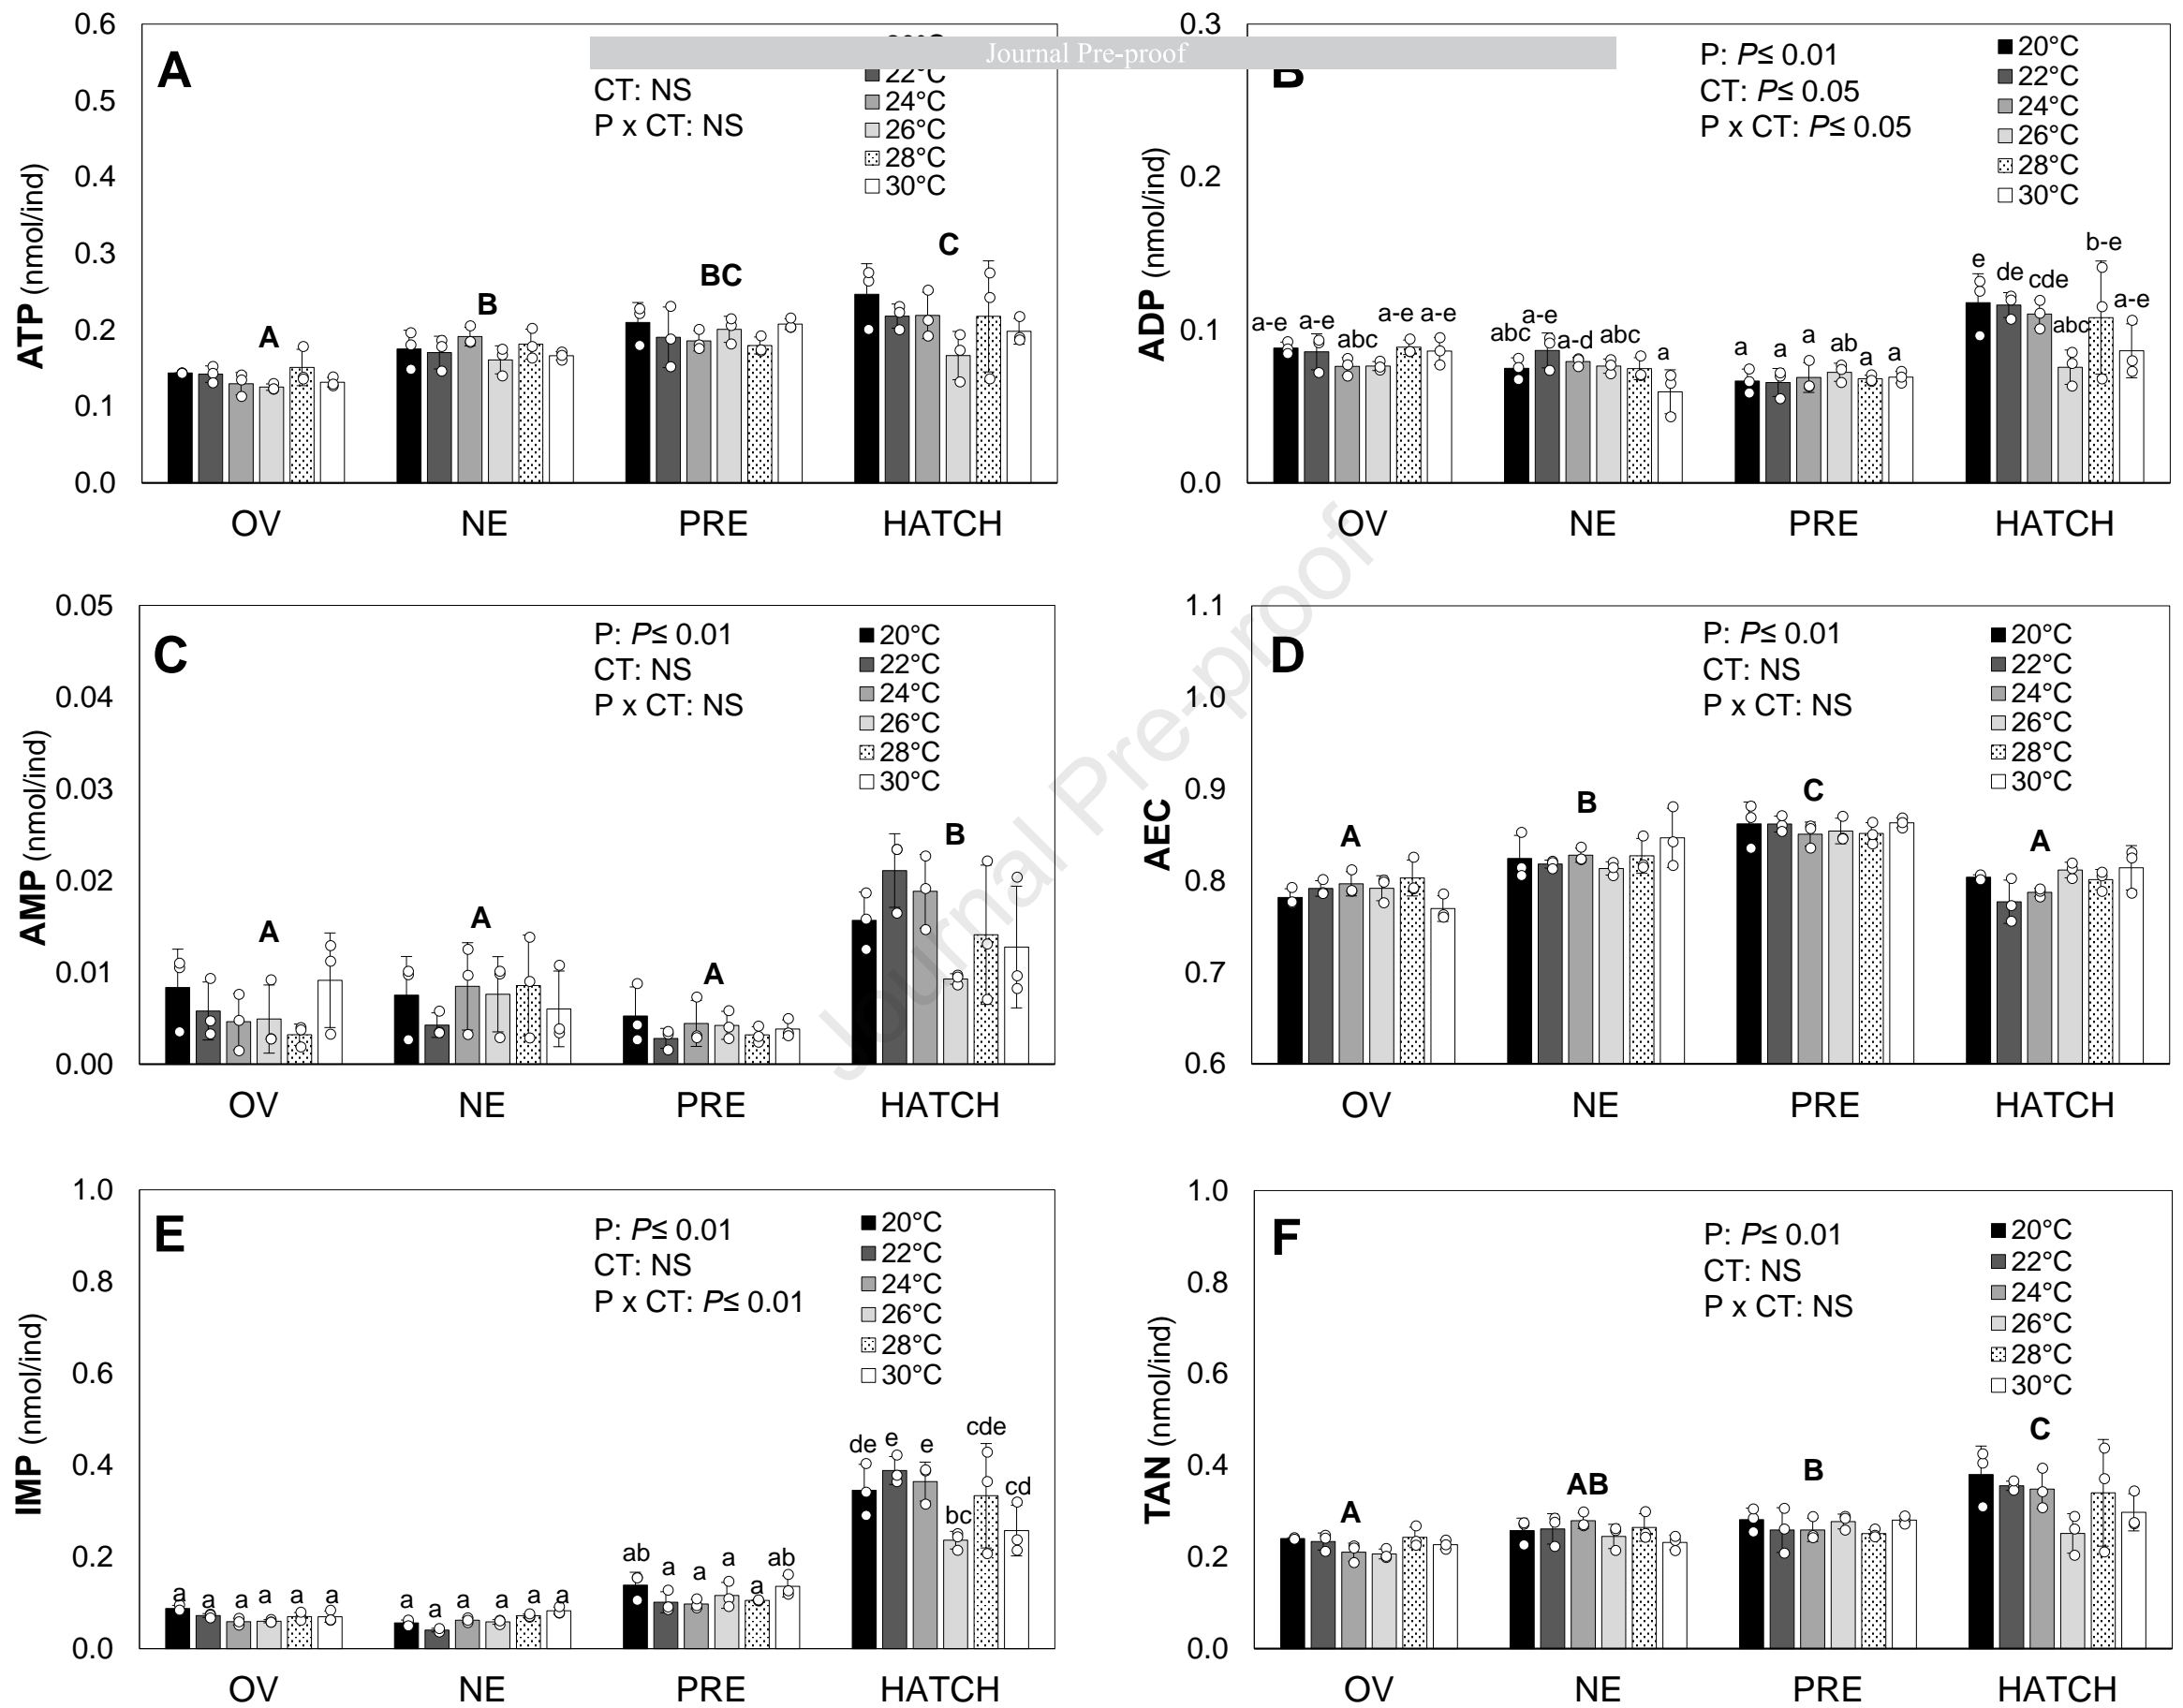 Journal Pre-proof
A
CT: NS
P x CT: NS
22°C
24°C
26°C
28°C
30°C
ATP (nmol/ind)
0.6
0.5
0.4
0.3
0.2
0.1
0.0
A
B
BC
C
OV NE PRE HATCH
B
P: P≤ 0.01
CT: P≤ 0.05
P x CT: P≤ 0.05
20°C
22°C
24°C
26°C
28°C
30°C
ADP (nmol/ind)
0.3
0.2
0.1
0.0
a-e a-e abc a-e a-e
abc a-e a-d abc a
a a a ab a a
e de cde abc b-e a-e
OV NE PRE HATCH
C
P: P≤ 0.01
CT: NS
P x CT: NS
20°C
22°C
24°C
26°C
28°C
30°C
AMP (nmol/ind)
0.05
0.04
0.03
0.02
0.01
0.00
A
A
A
B
OV NE PRE HATCH
D
P: P≤ 0.01
CT: NS
P x CT: NS
20°C
22°C
24°C
26°C
28°C
30°C
AEC
1.1
1.0
0.9
0.8
0.7
0.6
A
B
C
A
OV NE PRE HATCH
E
P: P≤ 0.01
CT: NS
P x CT: P≤ 0.01
20°C
22°C
24°C
26°C
28°C
30°C
IMP (nmol/ind)
1.0
0.8
0.6
0.4
0.2
0.0
a a a a a a
a a a a a a
ab a a a a ab
de e e bc cde cd
OV NE PRE HATCH
F
P: P≤ 0.01
CT: NS
P x CT: NS
20°C
22°C
24°C
26°C
28°C
30°C
TAN (nmol/ind)
1.0
0.8
0.6
0.4
0.2
0.0
A
AB
B
C
OV NE PRE HATCH
Journal Pre-proof